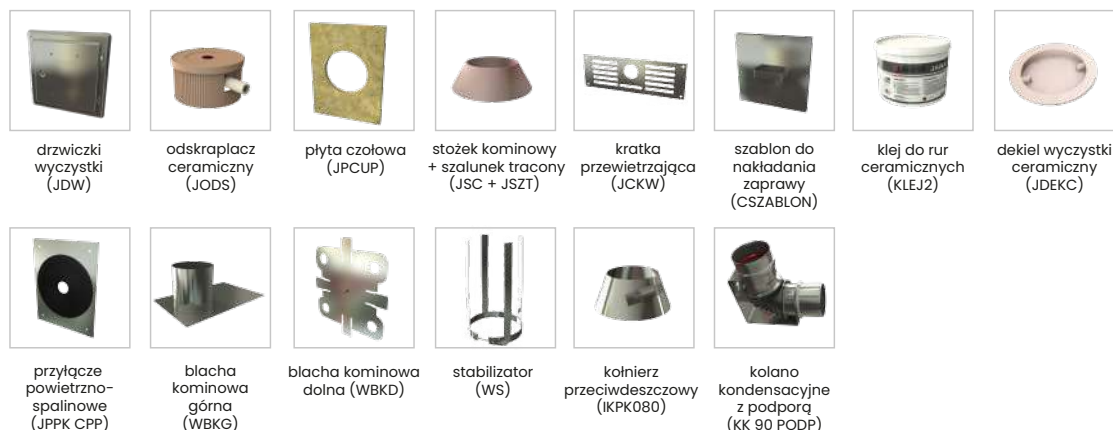 drzwiczki
wyczystki
(JDW)
odskraplacz
ceramiczny
(JODS)
płyta czołowa
(JPCUP)
stożek kominowy
+ szalunek tracony
(JSC + JSZT)
kratka
przewietrzająca
(JCKW)
szablon do
nakładania
zaprawy
(CSZABLON)
klej do rur
ceramicznych
(KLEJ2)
dekiel wyczystki
ceramiczny
(JDEKC)
przyłącze
powietrzno-
spalinowe
(JPPK CPP)
blacha
kominowa
górna
(WBKG)
blacha kominowa
dolna (WBKD)
stabilizator
(WS)
kołnierz
przeciwdeszczowy
(IKPK080)
kolano
kondensacyjne
z podporą
(KK 90 PODP)